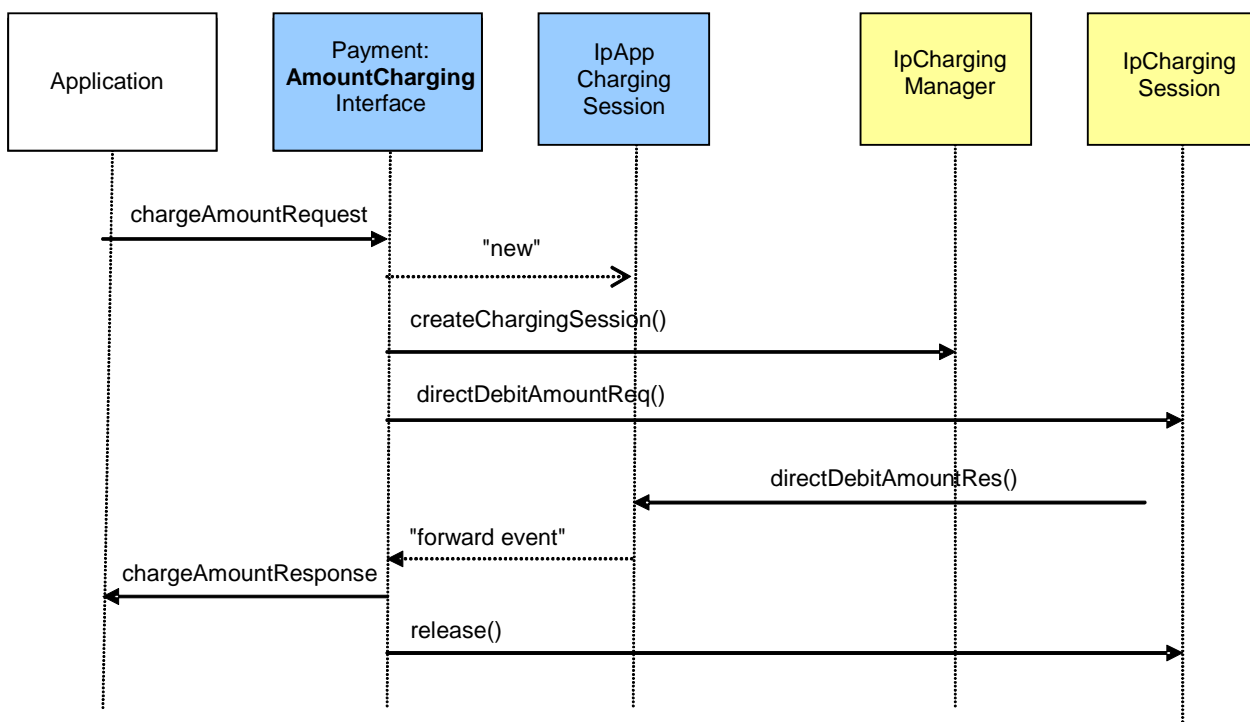 Application
Payment:
AmountCharging
Interface
IpApp
Charging
Session
IpCharging
Manager
IpCharging
Session
chargeAmountRequest
"new"
createChargingSession()
directDebitAmountReq()
directDebitAmountRes()
"forward event"
chargeAmountResponse
release()